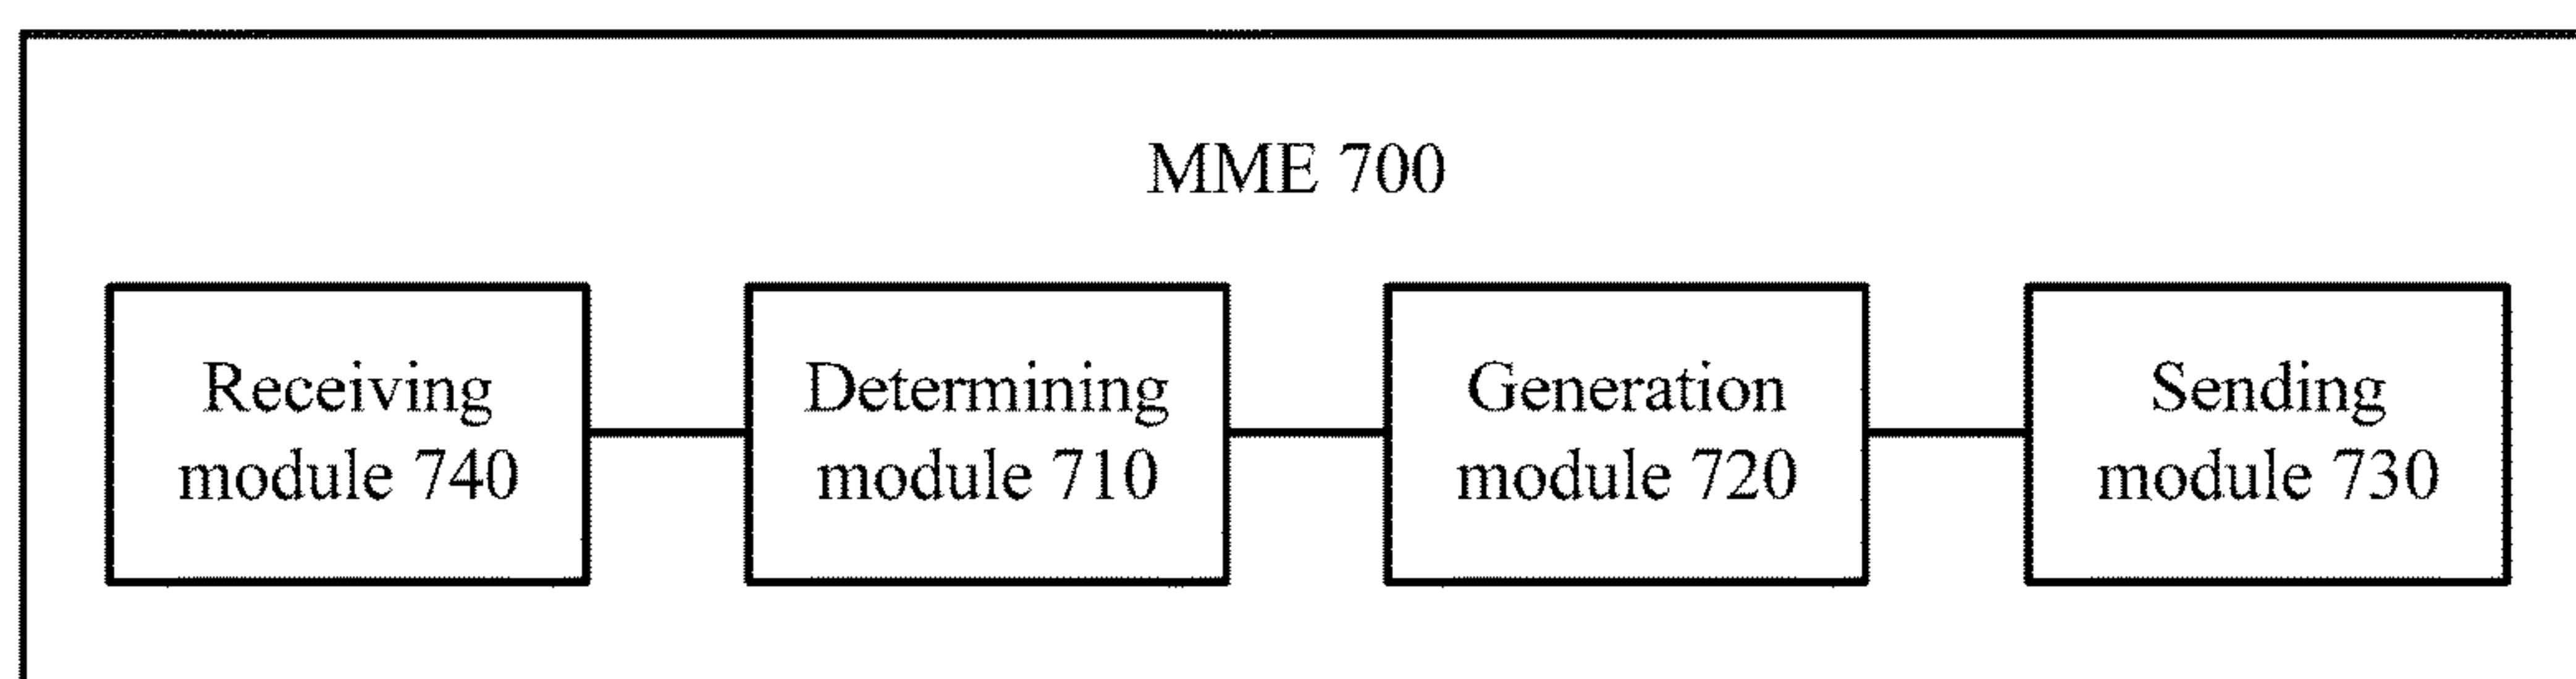 MME 700
Receiving
module 740
Determining
module 710
Generation
module 720
Sending
module 730